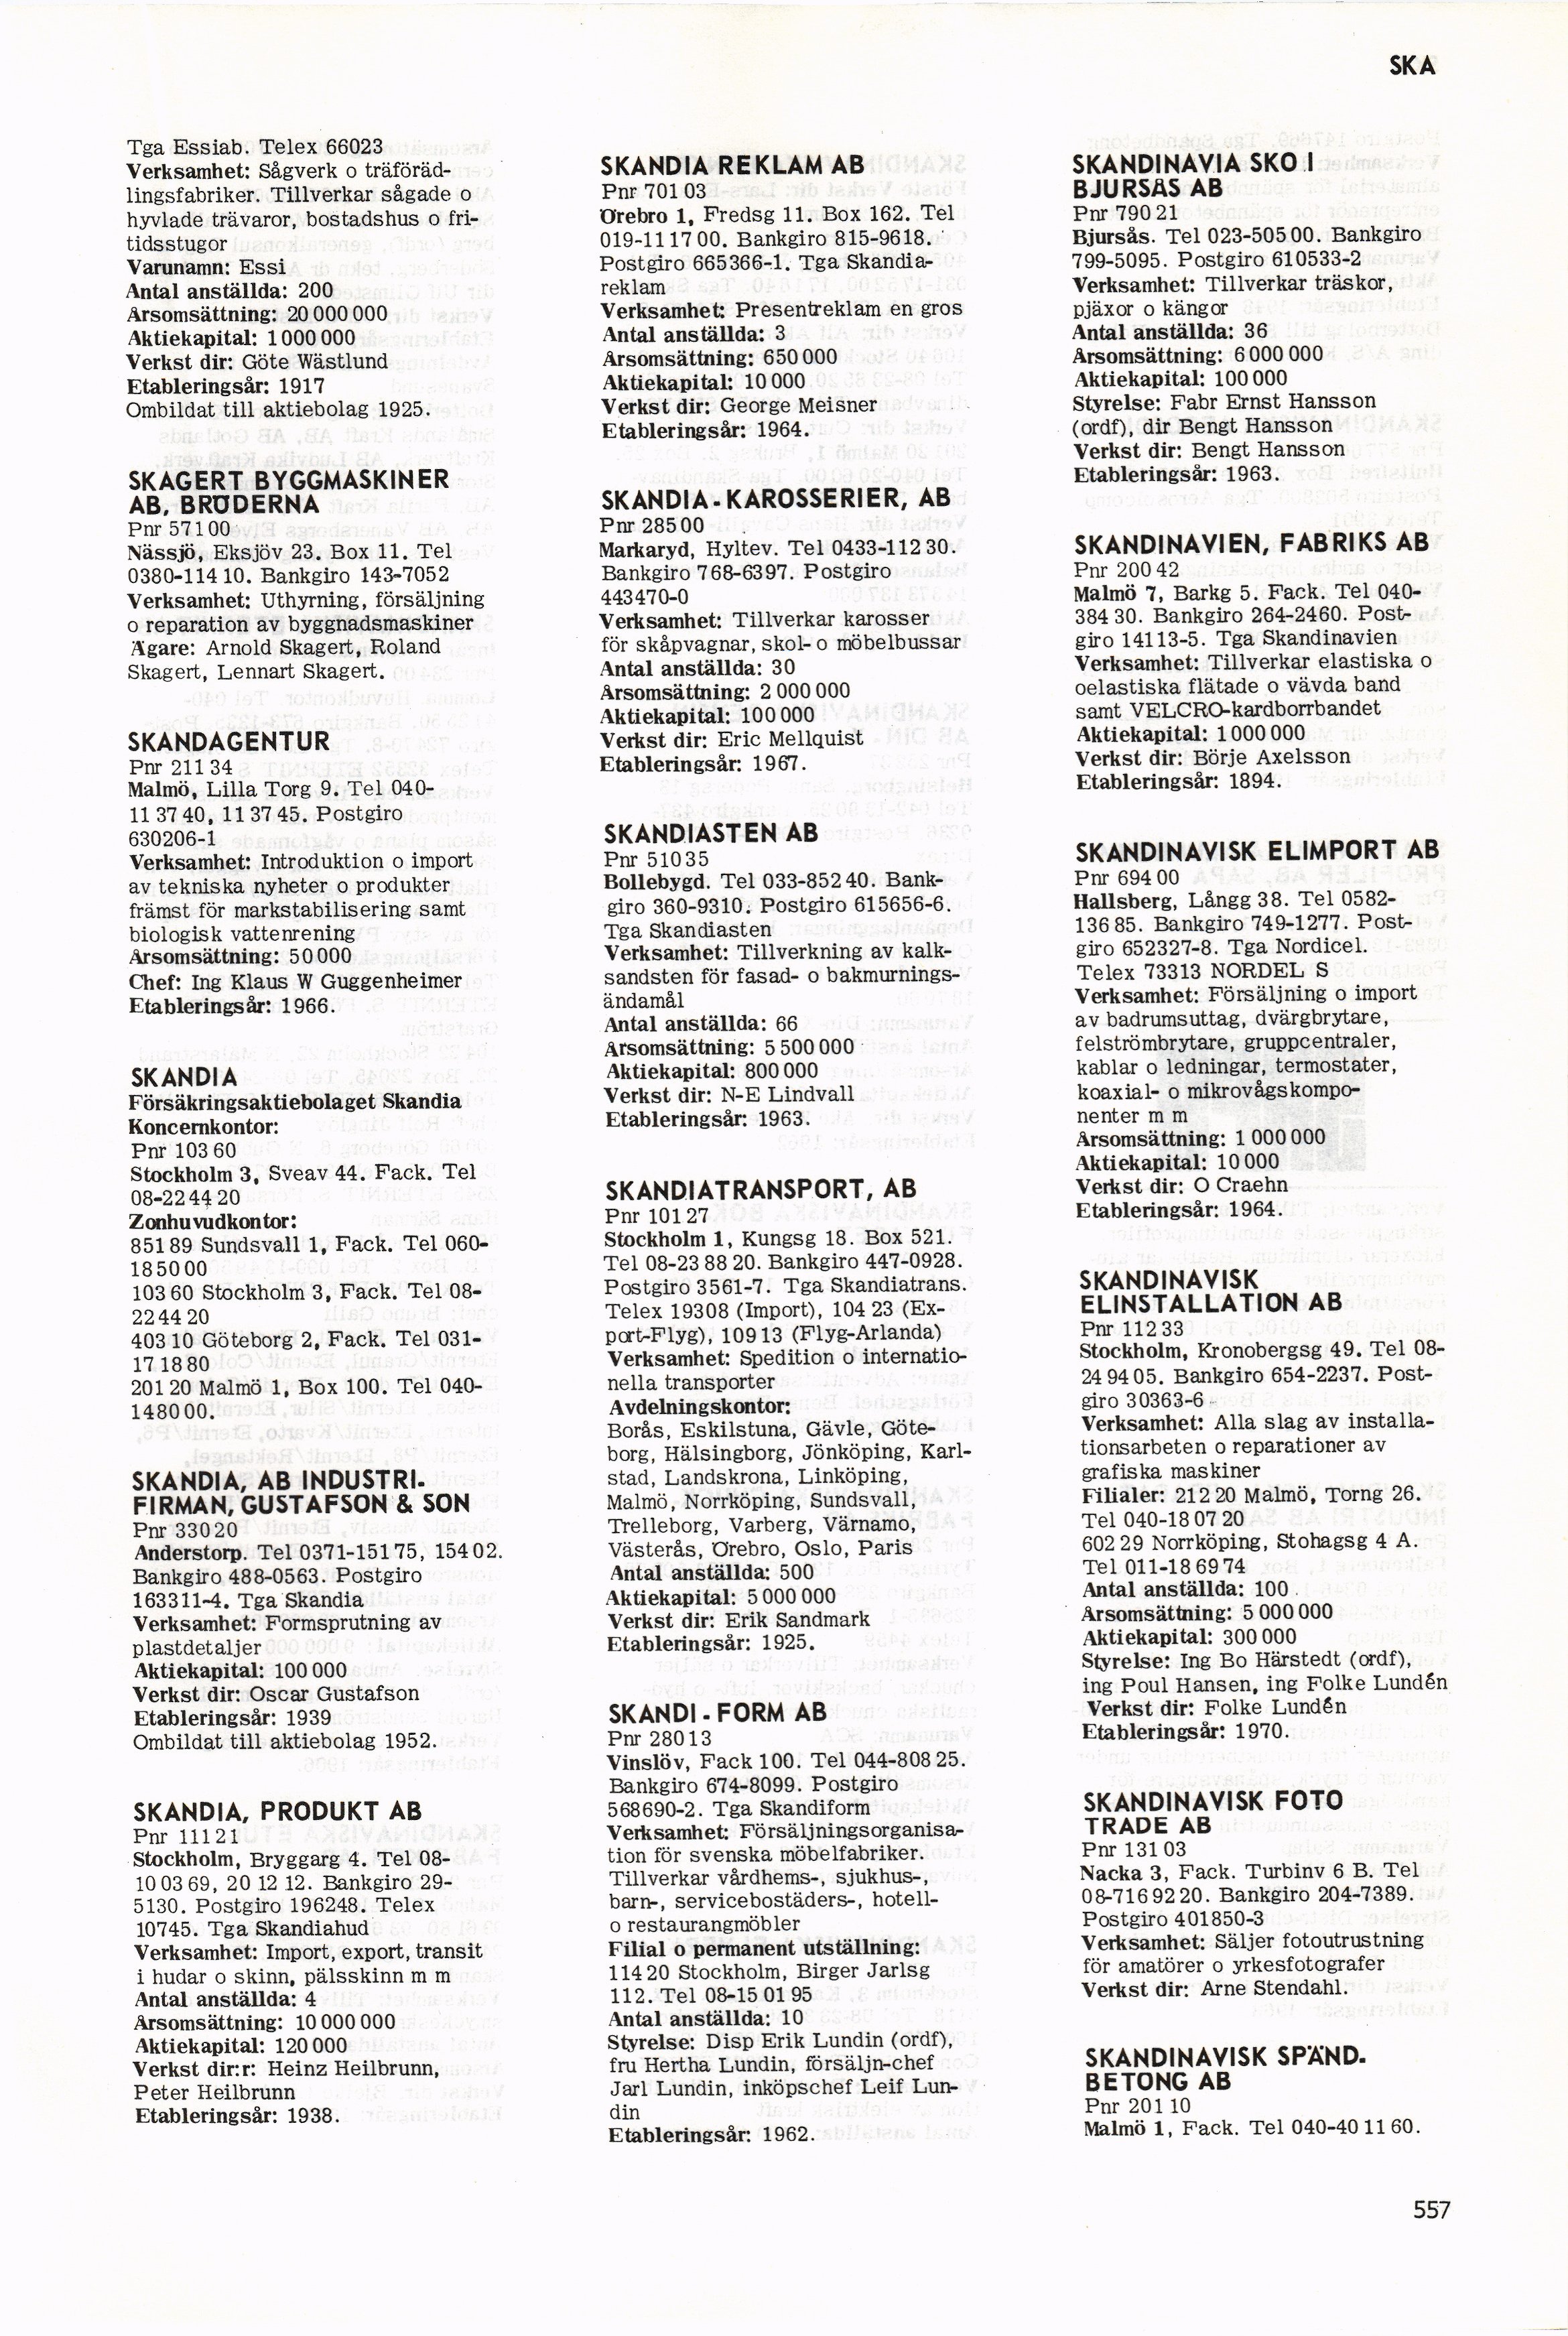 SKA
Tga Essiab. Telex 66023
Verksamhet: Sågverk o träföräd-
lingsfabriker. Tillverkar sågade o
hyvlade trävaror, bostadshus o fri-
tidsstugor
Varunamn: Essi
Antal anställda: 200
Årsomsättning: 20 000 000
Aktiekapital: 1 000 000
Verkst dir: Göte Wästlund
Etableringsår: 1917
Ombildat till aktiebolag 1925.
SKAGERT BYGGMASKINER
AB, BRÖDERNA
Pnr 571 00
Nässjö, Eksjöv 23. Box 11. Tel
0380-114 10. Bankgiro 143-7052
Verksamhet: Uthyrning, försäljning
o reparation av byggnadsmaskiner
Ägare: Arnold Skagert, Roland
Skagert, Lennart Skagert.
SKANDAGENTUR
Pnr 211 34
Malmö, Lilla Torg 9. Tel 040-
11 37 40, 11 37 45. Postgiro
630206-1
Verksamhet: Introduktion o import
av tekniska nyheter o produkter
främst för markstabilisering samt
biologisk vattenrening
Årsomsättning: 50 000
Chef: Ing Klaus W Guggenheimer
Etableringsår: 1966.
SKANDIA
Försäkringsaktiebolaget Skandia
Koncernkontor:
Pnr 103 60
Stockholm 3, Sveav 44. Fack. Tel
08-22 44 20
Zonhuvudkontor:
851 89 Sundsvall 1, Fack. Tel 060-
18 50 00
103 60 Stockholm 3, Fack. Tel 08-
22 44 20
403 10 Göteborg 2, Fack. Tel 031-
17 18 80
201 20 Malmö 1, Box 100. Tel 040-
14 80 00.
SKANDIA, AB INDUSTRI-
FIRMAN, GUSTAFSON & SON
Pnr 330 20
Anderstorp. Tel 0371-151 75, 154 02.
Bankgiro 488-0563. Postgiro
163311-4. Tga Skandia
Verksamhet: Formsprutning av
plastdetaljer
Aktiekapital: 100 000
Verkst dir: Oscar Gustafson
Etableringsår: 1939
Ombildat till aktiebolag 1952.
SKANDIA, PRODUKT AB
Pnr 111 21
Stockholm, Bryggarg 4. Tel 08-
10 03 69, 20 12 12. Bankgiro 29-
5130. Postgiro 196248. Telex
10745. Tga Skandiahud
Verksamhet: Import, export, transit
i hudar o skinn, pälsskinn m m
Antal anställda: 4
Årsomsättning: 10 000 000
Aktiekapital: 120 000
Verkst dir:r: Heinz Heilbrunn,
Peter Heilbrunn
Etableringsår: 1938.
SKANDIA REKLAM AB
Pnr 701 03
Örebro 1, Fredsg 11. Box 162. Tel
019-11 17 00. Bankgiro 815-9618.
Postgiro 665366-1. Tga Skandia-
reklam
Verksamhet: Presentreklam en gros
Antal anställda: 3
Årsomsättning: 650 000
Aktiekapital: 10 000
Verkst dir: George Meisner
Etableringsår: 1964.
SKANDIA-KAROSSERIER, AB
Pnr 285 00
Markaryd, Hyltev. Tel 0433-112 30.
Bankgiro 768-6397. Postgiro
443470-0
Verksamhet: Tillverkar karosser
för skåpvagnar, skol- o möbelbussar
Antal anställda: 30
Årsomsättning: 2 000 000
Aktiekapital: 100 000
Verkst dir: Eric Mellquist
Etableringsår: 1967.
SKANDIASTEN AB
Pnr 510 35
Bollebygd. Tel 033-852 40. Bank-
giro 360-9310. Postgiro 615656-6.
Tga Skandiasten
Verksamhet: Tillverkning av kalk-
sandsten för fasad- o bakmurnings-
ändamål
Antal anställda: 66
Årsomsättning: 5 500 000
Aktiekapital: 800 000
Verkst dir: N-E Lindvall
Etableringsår: 1963.
SKANDIATRANSPORT, AB
Pnr 101 27
Stockholm 1, Kungsg 18. Box 521.
Tel 08-23 88 20. Bankgiro 447-0928.
Postgiro 3561-7. Tga Skandiatrans.
Telex 19308 (Import), 104 23 (Ex-
port-Flyg), 109 13 (Flyg-Arlanda)
Verksamhet: Spedition o internatio-
nella transporter
Avdelningskontor:
Borås, Eskilstuna, Gävle, Göte-
borg, Hälsingborg, Jönköping, Karl-
stad, Landskrona, Linköping,
Malmö, Norrköping, Sundsvall,
Trelleborg, Varberg, Värnamo,
Västerås, Örebro, Oslo, Paris
Antal anställda: 500
Aktiekapital: 5 000 000
Verkst dir: Erik Sandmark
Etableringsår: 1925.
SKANDI-FORM AB
Pnr 280 13
Vinslöv, Fack 100. Tel 044-808 25.
Bankgiro 674-8099. Postgiro
568690-2. Tga Skandiform
Verksamhet: Försäljningsorganisa-
tion för svenska möbelfabriker.
Tillverkar vårdhems-, sjukhus-,
barn-, servicebostäders-, hotell-
o restaurangmöbler
Filial o permanent utställning:
114 20 Stockholm, Birger Jarlsg
112. Tel 08-15 01 95
Antal anställda: 10
Styrelse: Disp Erik Lundin (ordf),
fru Hertha Lundin, försäljn-chef
Jarl Lundin, inköpschef Leif Lun-
din
Etableringsår: 1962.
SKANDINAVIA SKO I
BJURSÅS AB
Pnr 790 21
Bjursås. Tel 023-505 00. Bankgiro
799-5095. Postgiro 610533-2
Verksamhet: Tillverkar träskor,
pjäxor o kängor
Antal anställda: 36
Årsomsättning: 6 000 000
Aktiekapital: 100 000
Styrelse: Fabr Ernst Hansson
(ordf), dir Bengt Hansson
Verkst dir: Bengt Hansson
Etableringsår: 1963.
SKANDINAVIEN, FABRIKS AB
Pnr 200 42
Malmö 7, Barkg 5. Fack. Tel 040-
384 30. Bankgiro 264-2460. Post-
giro 14113-5. Tga Skandinavien
Verksamhet: Tillverkar elastiska o
oelastiska flätade o vävda band
samt VELCRO-kardborrbandet
Aktiekapital: 1 000 000
Verkst dir: Börje Axelsson
Etableringsår: 1894.
SKANDINAVISK ELIMPORT AB
Pnr 694 00
Hallsberg, Långg 38. Tel 0582-
136 85. Bankgiro 749-1277. Post-
giro 652327-8. Tga Nordicel.
Telex 73313 NORDEL S
Verksamhet: Försäljning o import
av badrumsuttag, dvärgbrytare,
felströmbrytare, gruppcentraler,
kablar o ledningar, termostater,
koaxial- o mikrovågskompo-
nenter m m
Årsomsättning: 1 000 000
Aktiekapital: 10 000
Verkst dir: O Craehn
Etableringsår: 1964.
SKANDINAVISK
ELINSTALLATION AB
Pnr 112 33
Stockholm, Kronobergsg 49. Tel 08-
24 94 05. Bankgiro 654-2237. Post-
giro 30363-6
Verksamhet: Alla slag av installa-
tionsarbeten o reparationer av
grafiska maskiner
Filialer: 212 20 Malmö, Torng 26.
Tel 040-18 07 20
602 29 Norrköping, Stohagsg 4 A.
Tel 011-18 69 74
Antal anställda: 100
Årsomsättning: 5 000 000
Aktiekapital: 300 000
Styrelse: Ing Bo Härstedt (ordf),
ing Poul Hansen, ing Folke Lundén
Verkst dir: Folke Lundén
Etableringsår: 1970.
SKANDINAVISK FOTO
TRADE AB
Pnr 131 03
Nacka 3, Fack. Turbinv 6 B. Tel
08-716 92 20. Bankgiro 204-7389.
Postgiro 401850-3
Verksamhet: Säljer fotoutrustning
för amatörer o yrkesfotografer
Verkst dir: Arne Stendahl.
SKANDINAVISK SPÄNN-
BETONG AB
Pnr 201 10
Malmö 1, Fack. Tel 040-40 11 60.
557